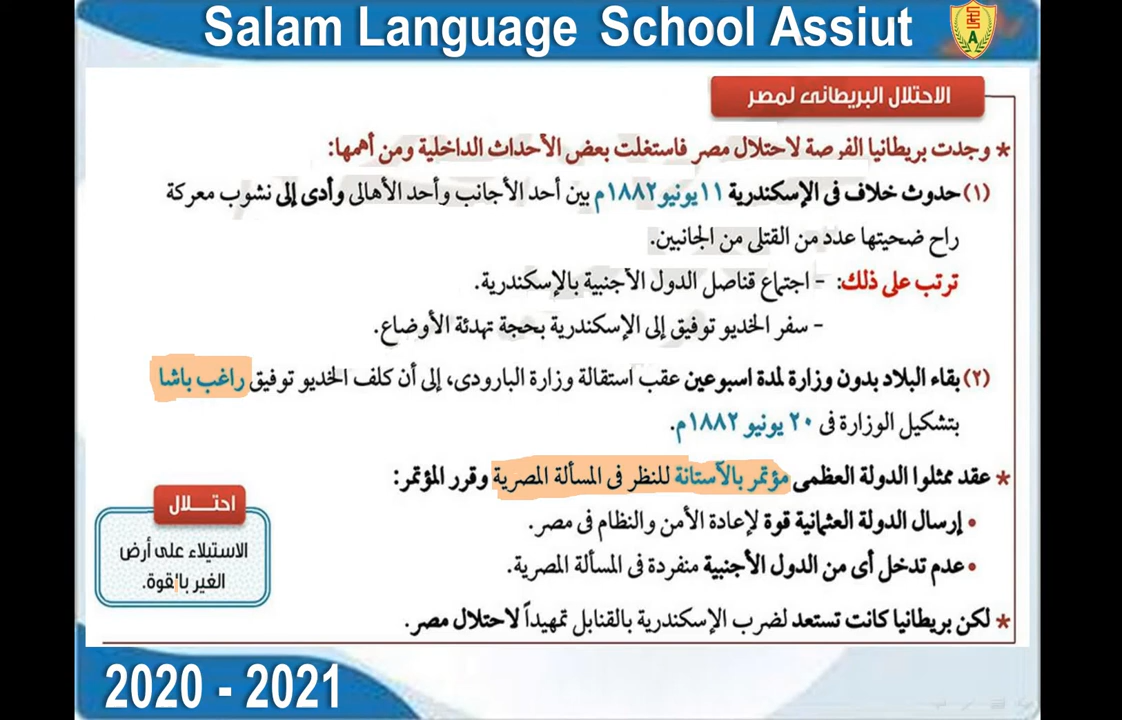 Salam Language School Assiut
الاحتلال البريطانى لمصر
* وجدت بريطانيا الفرصة لاحتلال مصر فاستغلت بعض الأحداث الداخلية ومن أهمها:
(١) حدوث خلاف فى الإسكندرية ١١ يونيو ١٨٨٢م بين أحد الأجانب وأحد الأهالى وأدى إلى نشوب معركة
راح ضحيتها عدد من القتلى من الجانبين.
ترتب على ذلك: - اجتماع قناصل الدول الأجنبية بالإسكندرية.
- سفر الخديو توفيق إلى الإسكندرية بحجة تهدئة الأوضاع.
(٢) بقاء البلاد بدون وزارة لمدة اسبوعين عقب استقالة وزارة البارودى، إلى أن كلف الخديو توفيق راغب باشا
بتشكيل الوزارة فى ٢٠ يونيو ١٨٨٢م.
* عقد ممثلوا الدولة العظمى مؤتمر بالآستانة للنظر فى المسألة المصرية وقرر المؤتمر:
• إرسال الدولة العثمانية قوة لإعادة الأمن والنظام فى مصر.
• عدم تدخل أى من الدول الأجنبية منفردة فى المسألة المصرية.
* لكن بريطانيا كانت تستعد لضرب الإسكندرية بالقنابل تمهيداً لاحتلال مصر.
احتـــلال
الاستيلاء على أرض
الغير بالقوة.
2020 - 2021